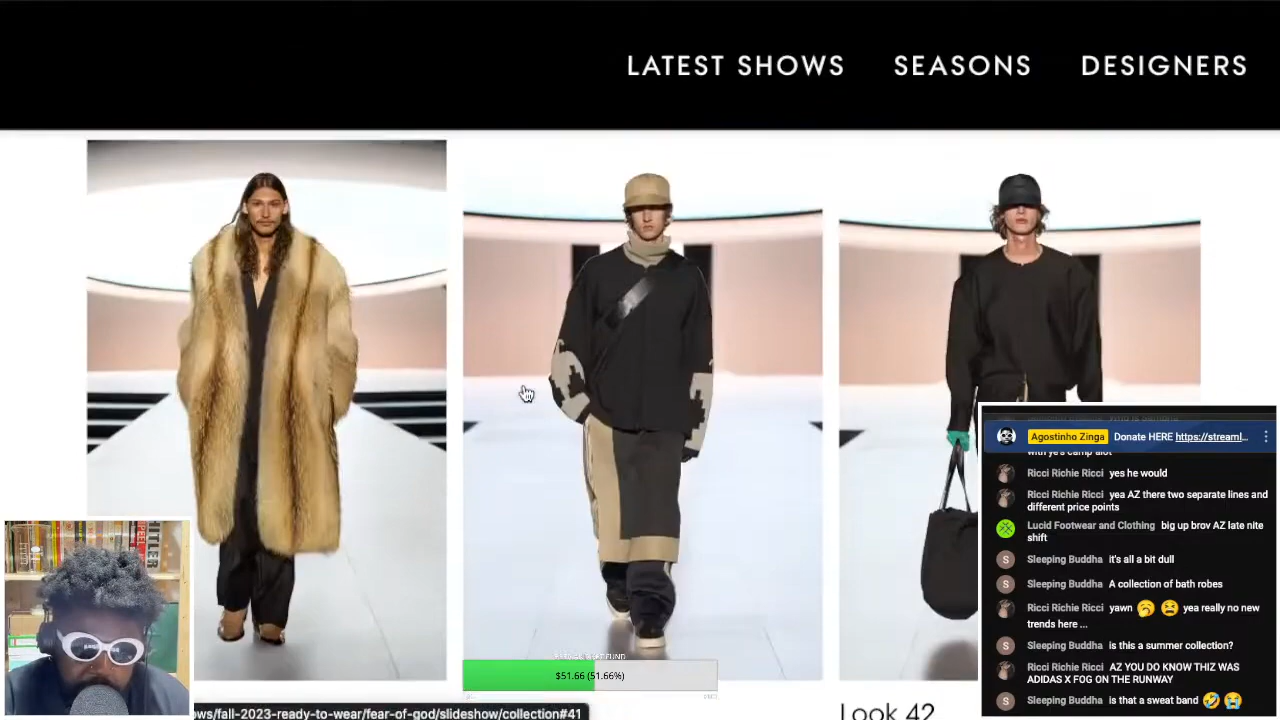 LATEST SHOWS SEASONS DESIGNERS
Agostinho Zinga Donate HERE https://streaml...
with ye's camp alot
Ricci Richie Ricci yes he would
Ricci Richie Ricci yea AZ there two separate lines and
different price points
Lucid Footwear and Clothing big up brov AZ late nite
shift
Sleeping Buddha it's all a bit dull
Sleeping Buddha A collection of bath robes
Ricci Richie Ricci yawn 🥱 😫 yea really no new
trends here ...
Sleeping Buddha is this a summer collection?
Ricci Richie Ricci AZ YOU DO KNOW THIZ WAS
ADIDAS X FOG ON THE RUNWAY
Sleeping Buddha is that a sweat band 🤣 😭
$51.66 (51.66%)
ws/fall-2023-ready-to-wear/fear-of-god/slideshow/collection#41
Look 42